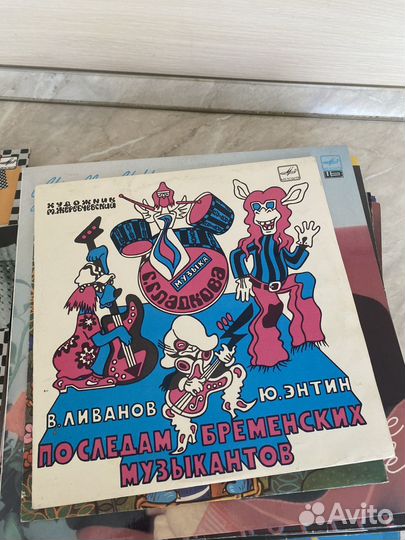 ХУДОЖНИК
М.ЖЕРЕБЧЕВСКИЙ
МУЗЫКА
Г.ГЛАДКОВА
В.ЛИВАНОВ
Ю.ЭНТИН
ПО СЛЕДАМ БРЕМЕНСКИХ
МУЗЫКАНТОВ
Avito